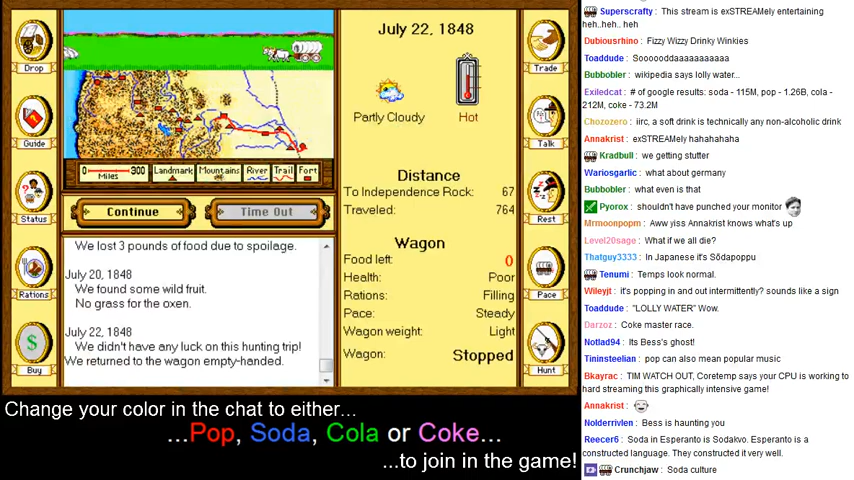 Drop
Guide
Status
Rations
Buy
0 300
Miles
Landmark
Mountains
River
Trail
Fort
Continue
Time Out
We lost 3 pounds of food due to spoilage.
July 20, 1848
We found some wild fruit.
No grass for the oxen.
July 22, 1848
We didn't have any luck on this hunting trip!
We returned to the wagon empty-handed.
July 22, 1848
Partly Cloudy
Hot
Distance
To Independence Rock: 67
Traveled: 764
Wagon
Food left: 0
Health: Poor
Rations: Filling
Pace: Steady
Wagon weight: Light
Wagon: Stopped
Trade
Talk
Rest
Pace
Hunt
Change your color in the chat to either...
...Pop, Soda, Cola or Coke...
...to join in the game!
Superscrafty : This stream is exSTREAMely entertaining
heh..heh.. heh
Dubiousrhino : Fizzy Wizzy Drinky Winkies
Toaddude : Soooooddaaaaaaaaaa
Bubbobler : wikipedia says lolly water...
Exiledcat : # of google results: soda - 115M, pop - 1.26B, cola -
212M, coke - 73.2M
Chozozero : iirc, a soft drink is technically any non-alcoholic drink
Annakrist : exSTREAMely hahahaha
Kradbull : we getting stutter
Wariosgarlic : what about germany
Bubbobler : what even is that
Pyorox : shouldn't have punched your monitor
Mrmoonpopm : Aww yiss Annakrist knows what's up
Level20sage : What if we all die?
Thatguy3333 : In Japanese it's Sōdapoppu
Tenumi : Temps look normal.
Wileyjt : it's popping in and out intermittently? sounds like a sign
Toaddude : "LOLLY WATER" Wow.
Darzoz : Coke master race.
Notlad94 : Its Bess's ghost!
Tininsteelian : pop can also mean popular music
Bkayrac : TIM WATCH OUT, Coretemp says your CPU is working to
hard streaming this graphically intensive game!
Annakrist :
Nolderrivlen : Bess is haunting you
Reecer6 : Soda in Esperanto is Sodakvo. Esperanto is a
constructed language. They constructed it very well.
Crunchjaw : Soda culture